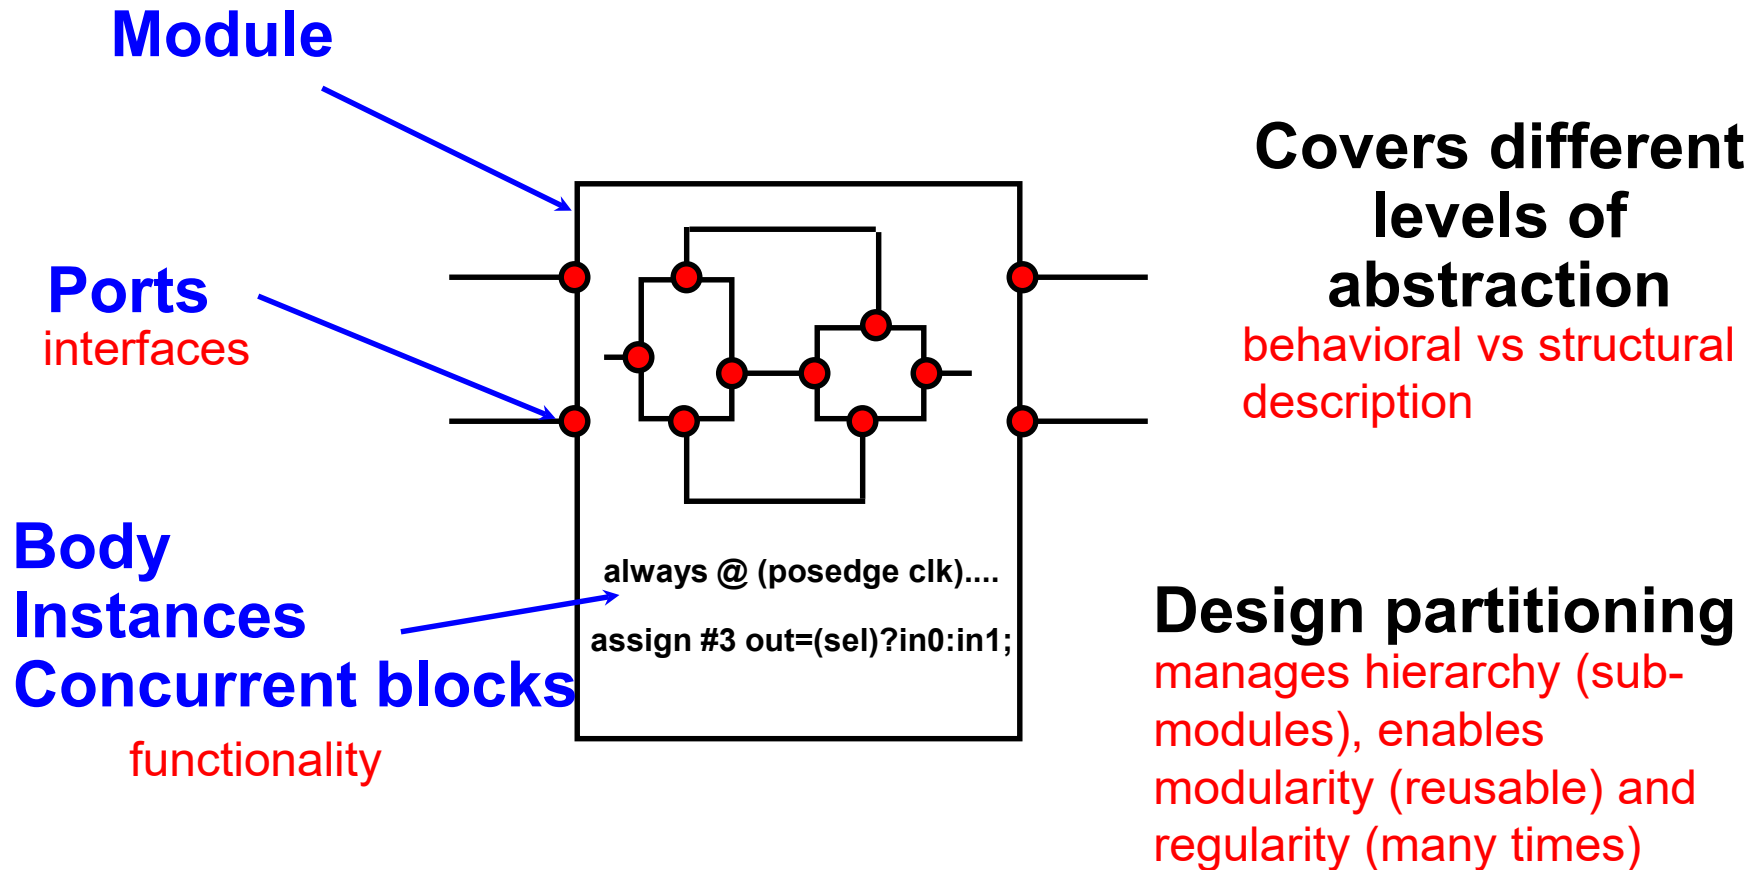 Module
Ports
interfaces
Body
Instances
Concurrent blocks
functionality
always @ (posedge clk)....
assign #3 out=(sel)?in0:in1;
Covers different
levels of
abstraction
behavioral vs structural
description
Design partitioning
manages hierarchy (sub-
modules), enables
modularity (reusable) and
regularity (many times)